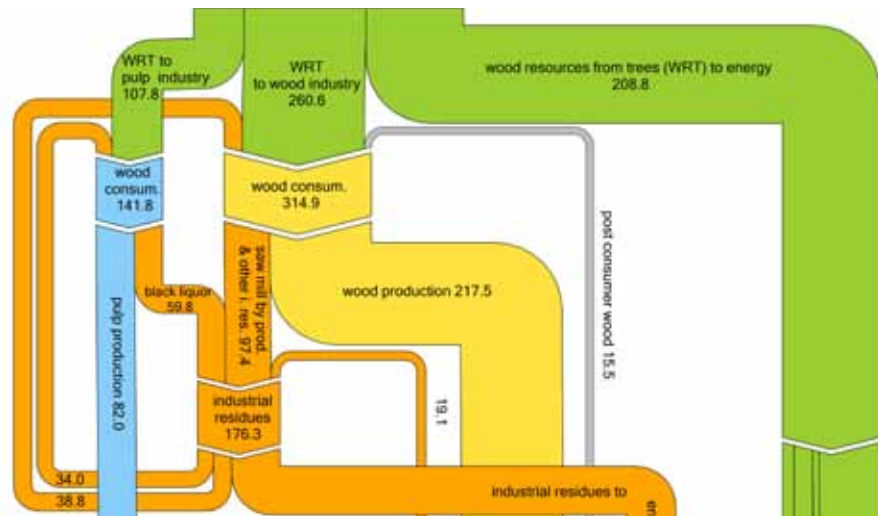 WRT to
pulp industry
107.8
WRT
to wood industry
260.6
wood resources from trees (WRT) to energy
208.8
wood
consum.
141.8
wood consum.
314.9
black liquor
59.8
saw mill by prod.
& other i. res. 97.4
wood production 217.5
post consumer wood 15.5
pulp production 82.0
industrial
residues
176.3
19.1
34.0
38.8
industrial residues to
en